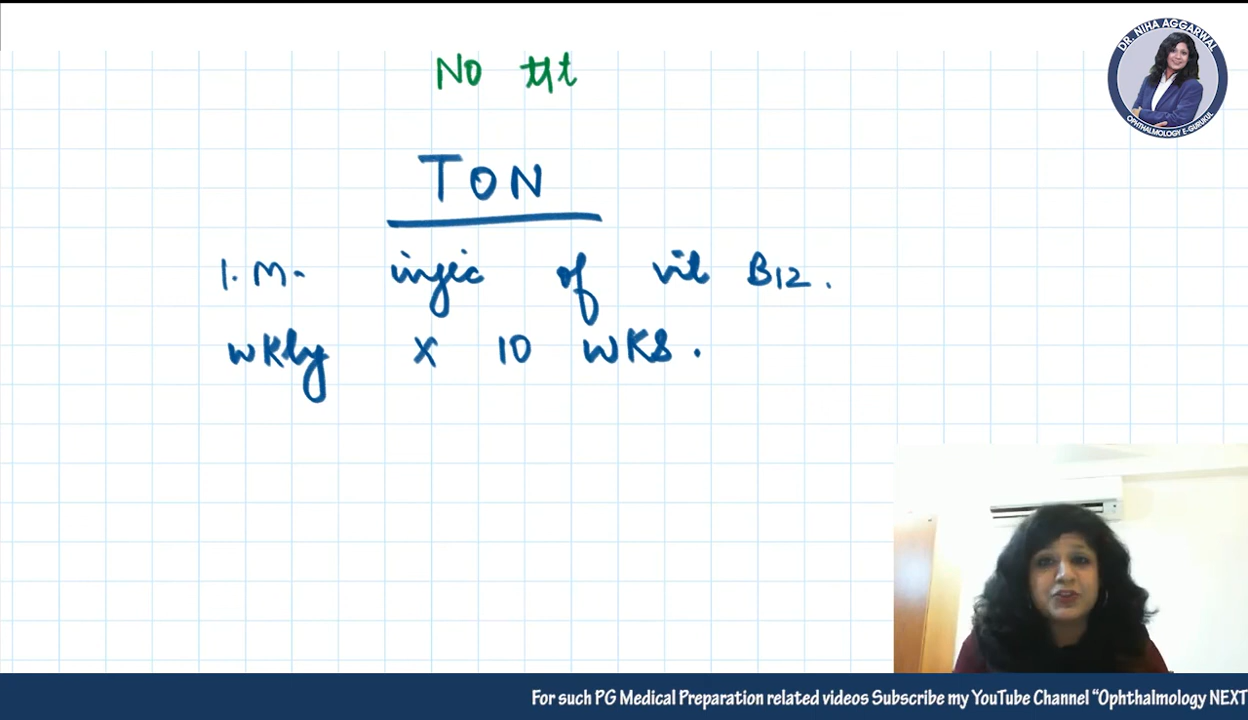 DR. NIHA AGGARWAL
OPHTHALMOLOGY E-GURUKUL
NO ttt
TON
I.M. injec of vit B12.
wkly x 10 wks.
For such PG Medical Preparation related videos Subscribe my YouTube Channel “Ophthalmology NEXT